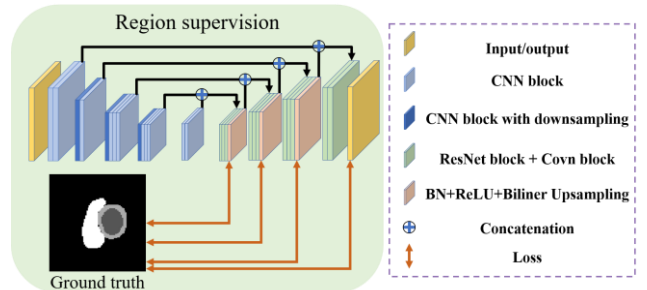 Region supervision
Ground truth
Input/output
CNN block
CNN block with downsampling
ResNet block + Covn block
BN+ReLU+Biliner Upsampling
Concatenation
Loss